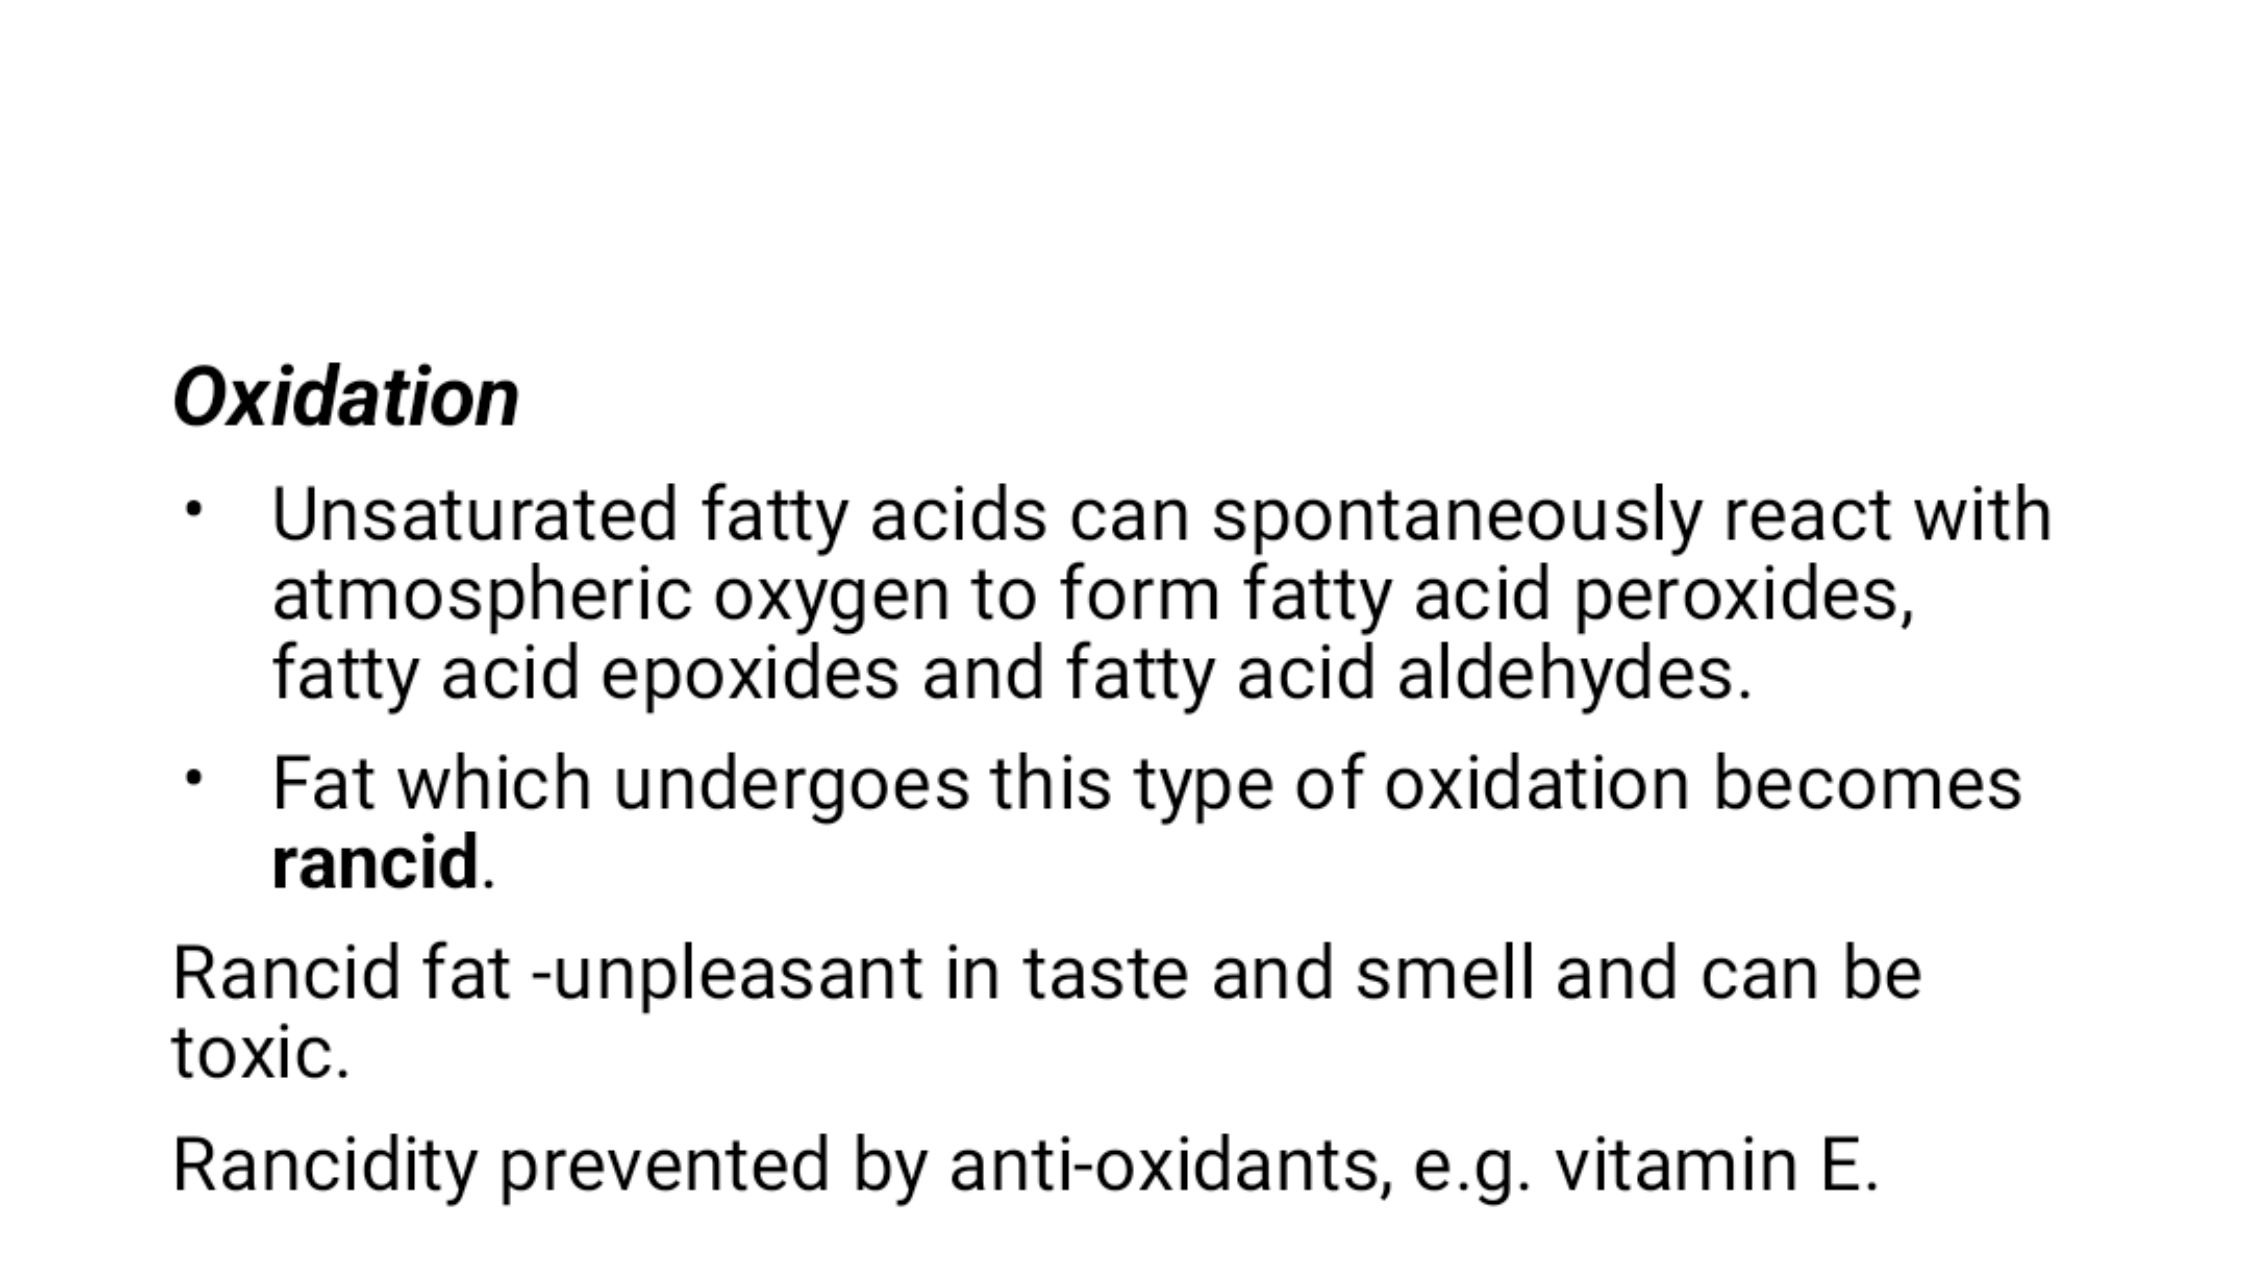 Oxidation
• Unsaturated fatty acids can spontaneously react with
atmospheric oxygen to form fatty acid peroxides,
fatty acid epoxides and fatty acid aldehydes.
• Fat which undergoes this type of oxidation becomes
rancid.
Rancid fat -unpleasant in taste and smell and can be
toxic.
Rancidity prevented by anti-oxidants, e.g. vitamin E.